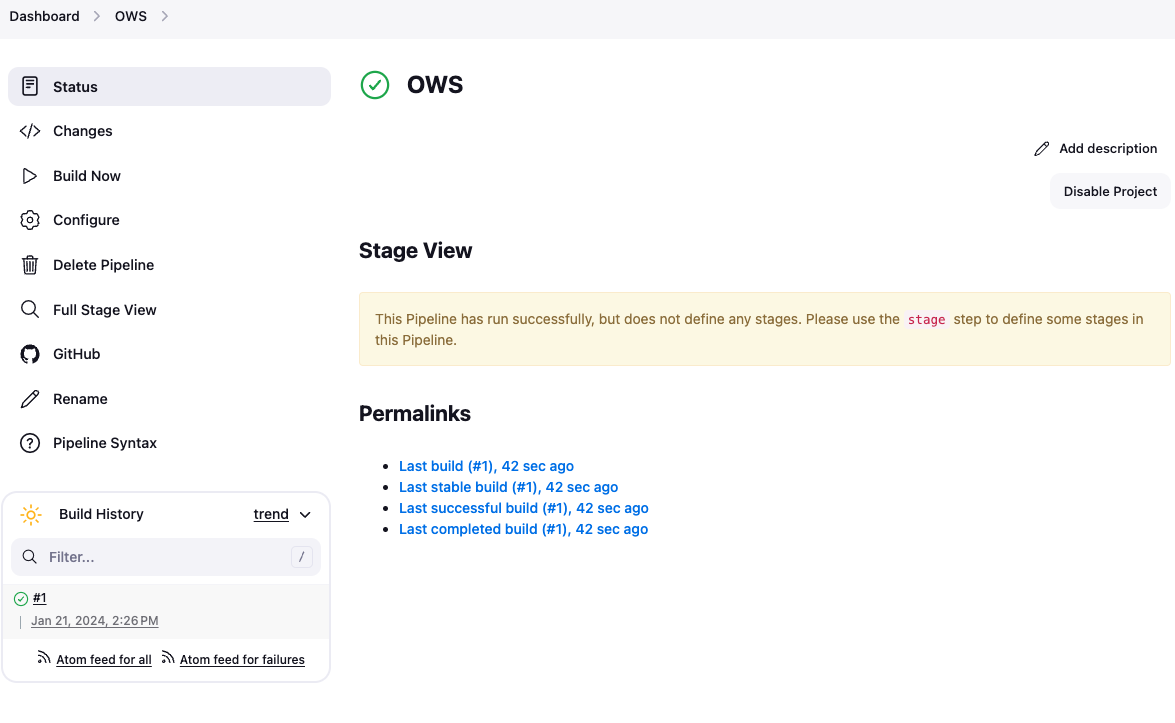 Dashboard
OWS
Status
Changes
Build Now
Configure
Delete Pipeline
Full Stage View
GitHub
Rename
Pipeline Syntax
Build History
trend
Filter...
/
#1
Jan 21, 2024, 2:26 PM
Atom feed for all
Atom feed for failures
OWS
Add description
Disable Project
Stage View
This Pipeline has run successfully, but does not define any stages. Please use the stage step to define some stages in
this Pipeline.
Permalinks
Last build (#1), 42 sec ago
Last stable build (#1), 42 sec ago
Last successful build (#1), 42 sec ago
Last completed build (#1), 42 sec ago